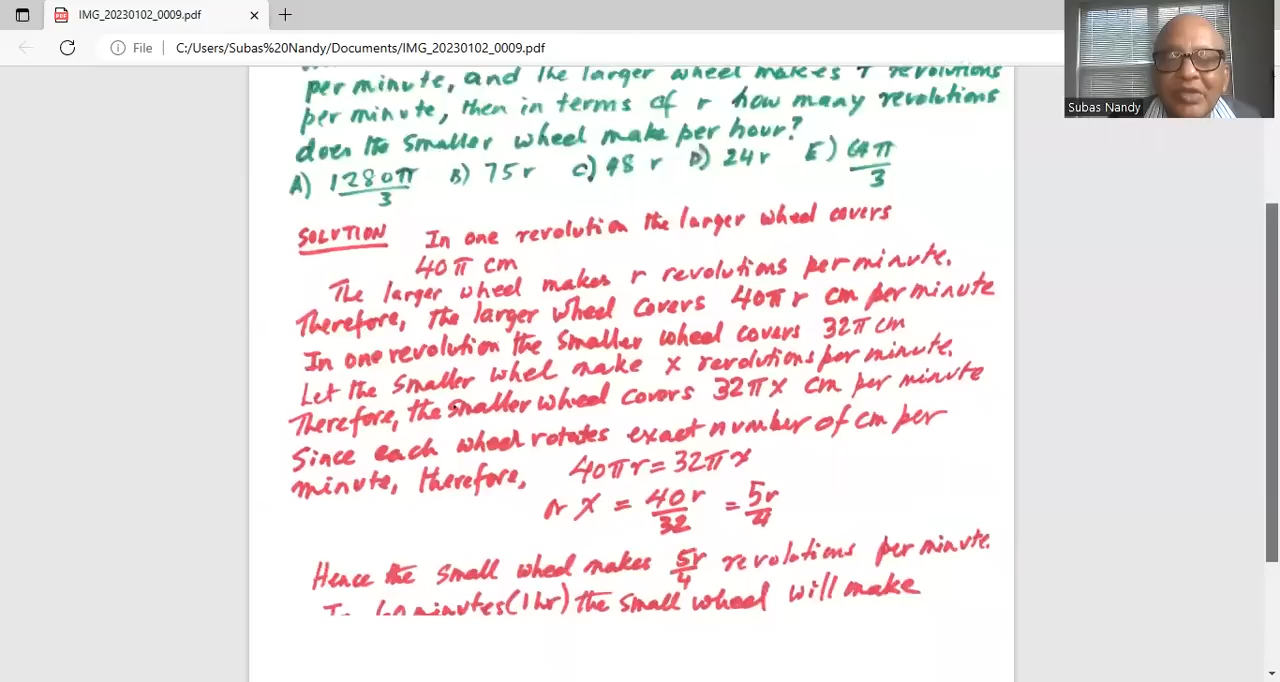 IMG_20230102_0009.pdf
File
C:/Users/Subas%20Nandy/Documents/IMG_20230102_0009.pdf
Subas Nandy
per minute, and the larger wheel makes r revolutions
per minute, then in terms of r how many revolutions
does the smaller wheel make per hour?
A) 1280π/3 B) 75r C) 48 r D) 24r E) 64π/3
SOLUTION In one revolution the larger wheel covers
40π cm
The larger wheel makes r revolutions per minute.
Therefore, the larger wheel covers 40πr cm per minute
In one revolution the smaller wheel covers 32π cm
Let the smaller whel make x revolutions per minute.
Therefore, the smaller wheel covers 32πx cm per minute
Since each wheel rotates exact number of cm per
minute, therefore, 40πr = 32πx
or x = 40r/32 = 5r/4
Hence the small wheel makes 5r/4 revolutions per minute.
minutes (1 hr) the small wheel will make